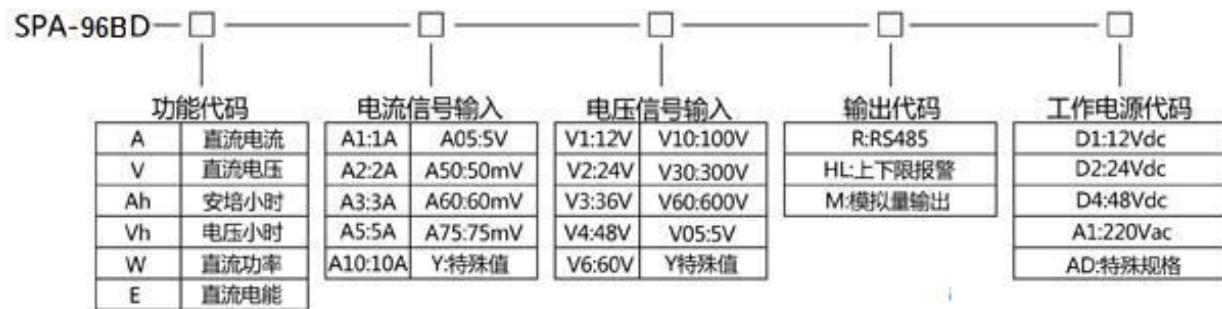 SPA-96BD
功能代码 电流信号输入 电压信号输入 输出代码 工作电源代码
A 直流电流 A1:1A A05:5V V1:12V V10:100V R:RS485 D1:12Vdc
V 直流电压 A2:2A A50:50mV V2:24V V30:300V HL:上下限报警 D2:24Vdc
Ah 安培小时 A3:3A A60:60mV V3:36V V60:600V M:模拟量输出 D4:48Vdc
Vh 电压小时 A5:5A A75:75mV V4:48V V05:5V A1:220Vac
W 直流功率 A10:10A Y:特殊值 V6:60V Y特殊值 AD:特殊规格
E 直流电能